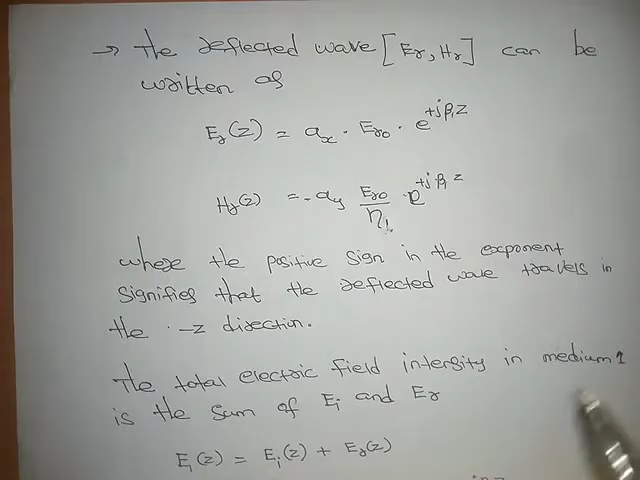 → The reflected wave [Er, Hr] can be
written as
Er(z) = ax · Er0 · e^+jβ1z
Hr(z) = -ay Er0/η1 · e^+jβ1z
where the positive sign in the exponent
signifies that the reflected wave travels in
the -z direction.
The total electric field intensity in medium 1
is the sum of Ei and Er
E1(z) = Ei(z) + Er(z)